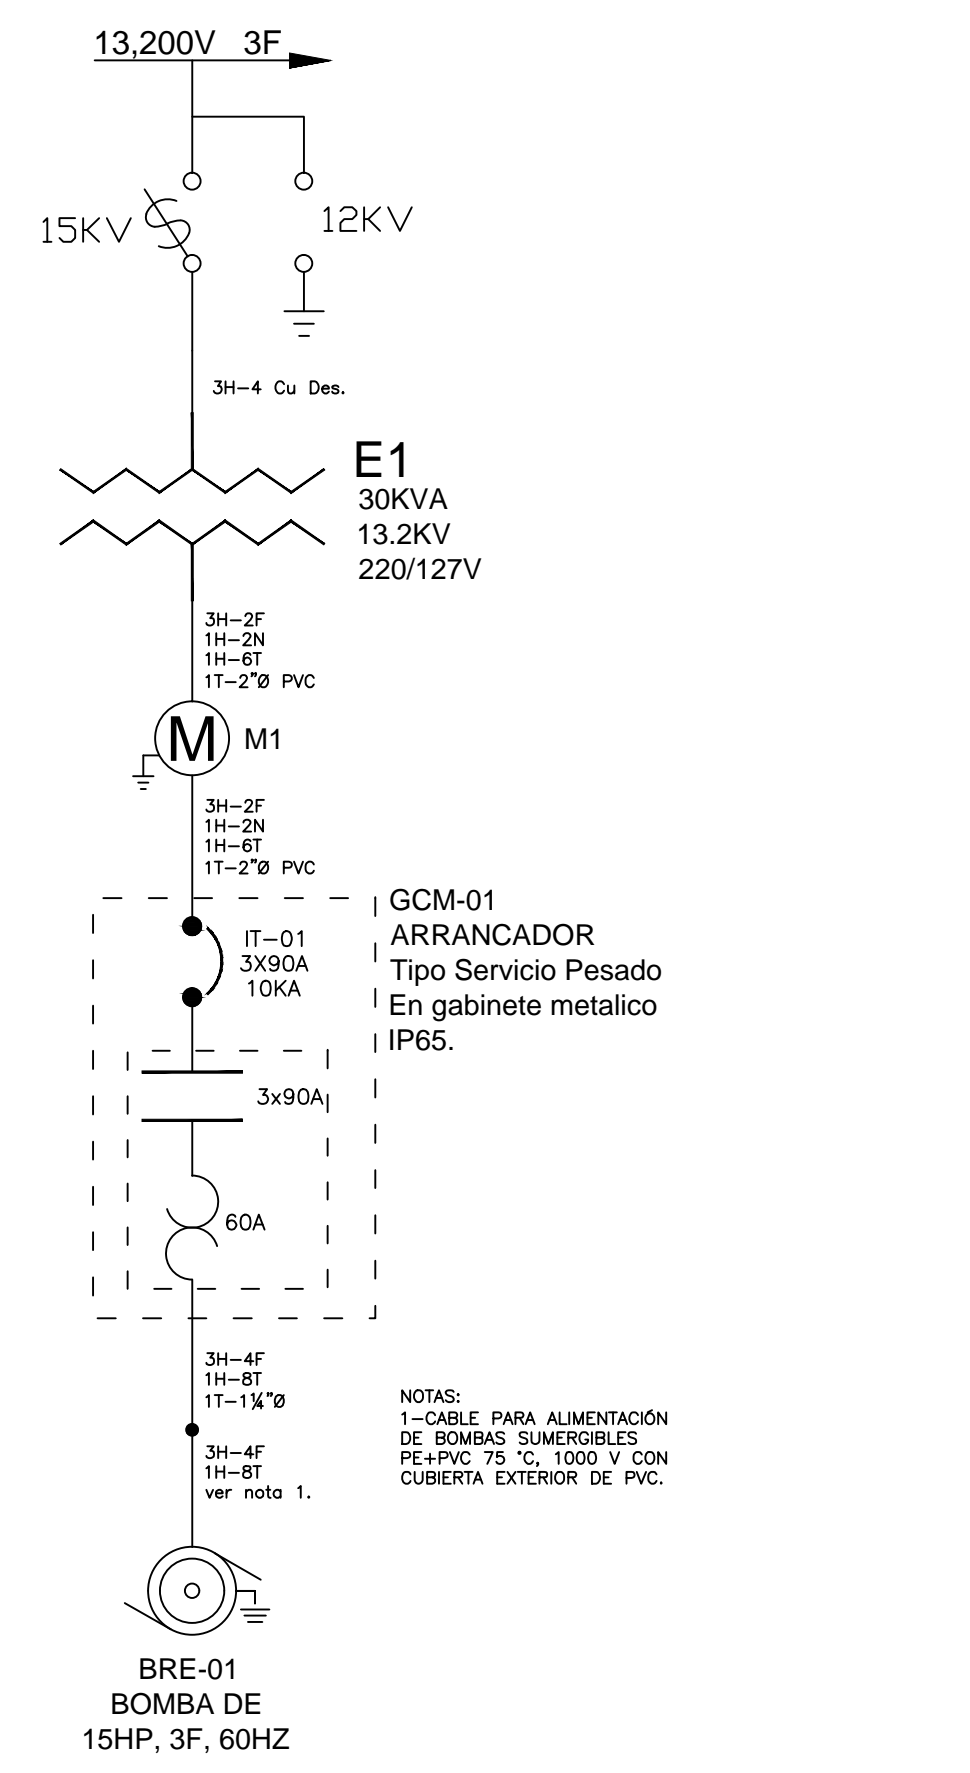 13,200V 3F
15KV
12KV
3H-4 Cu Des.
E1
30KVA
13.2KV
220/127V
3H-2F
1H-2N
1H-6T
1T-2"Ø PVC
M
M1
3H-2F
1H-2N
1H-6T
1T-2"Ø PVC
GCM-01
ARRANCADOR
Tipo Servicio Pesado
En gabinete metalico
IP65.
IT-01
3X90A
10KA
3x90A
60A
3H-4F
1H-8T
1T-1¼"Ø
3H-4F
1H-8T
ver nota 1.
NOTAS:
1-CABLE PARA ALIMENTACIÓN
DE BOMBAS SUMERGIBLES
PE+PVC 75 °C, 1000 V CON
CUBIERTA EXTERIOR DE PVC.
BRE-01
BOMBA DE
15HP, 3F, 60HZ